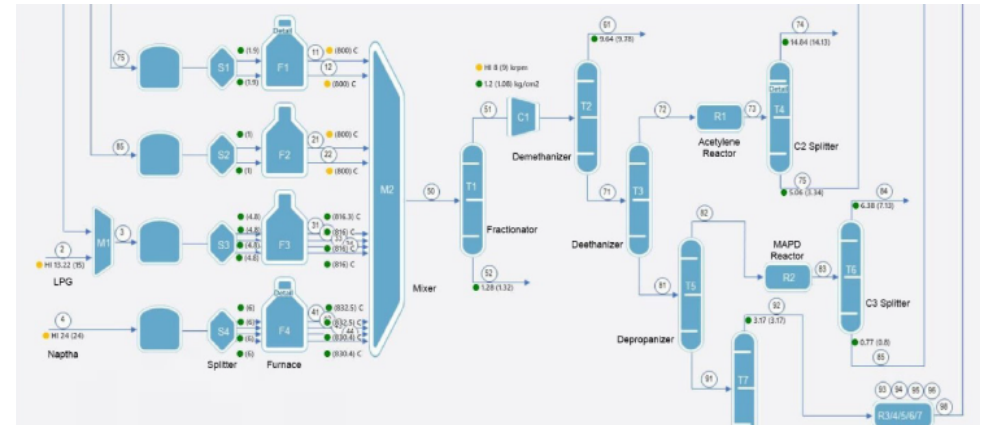 61
9.64 (9.78)
74
14.84 (14.13)
75
(1.9)
S1
(1.9)
Detail
F1
11
(800) C
12
(800) C
HI 8 (9) krpm
1.2 (1.08) kg/cm2
51
C1
T2
Demethanizer
72
R1
Acetylene
Reactor
73
Detail
T4
C2 Splitter
85
(1)
S2
(1)
F2
21
(800) C
22
(800) C
M2
50
T1
Fractionator
71
T3
Deethanizer
75
5.06 (3.34)
84
6.38 (7.12)
3
M1
2
HI 13.22 (15)
LPG
(4.8)
(4.8)
S3
(4.8)
(4.8)
F3
31
(816.3) C
(816) C
(816) C
(816) C
Mixer
52
1.28 (1.32)
82
MAPD
Reactor
R2
83
T6
C3 Splitter
81
T5
Depropanizer
4
HI 24 (24)
Naptha
(6)
(6)
S4
(6)
(6)
Splitter
Detail
F4
Furnace
41
(832.5) C
(832.5) C
44
(830.4) C
(830.4) C
92
3.17 (3.17)
0.77 (0.8)
85
91
T7
93
94
95
96
R3/4/5/6/7
98